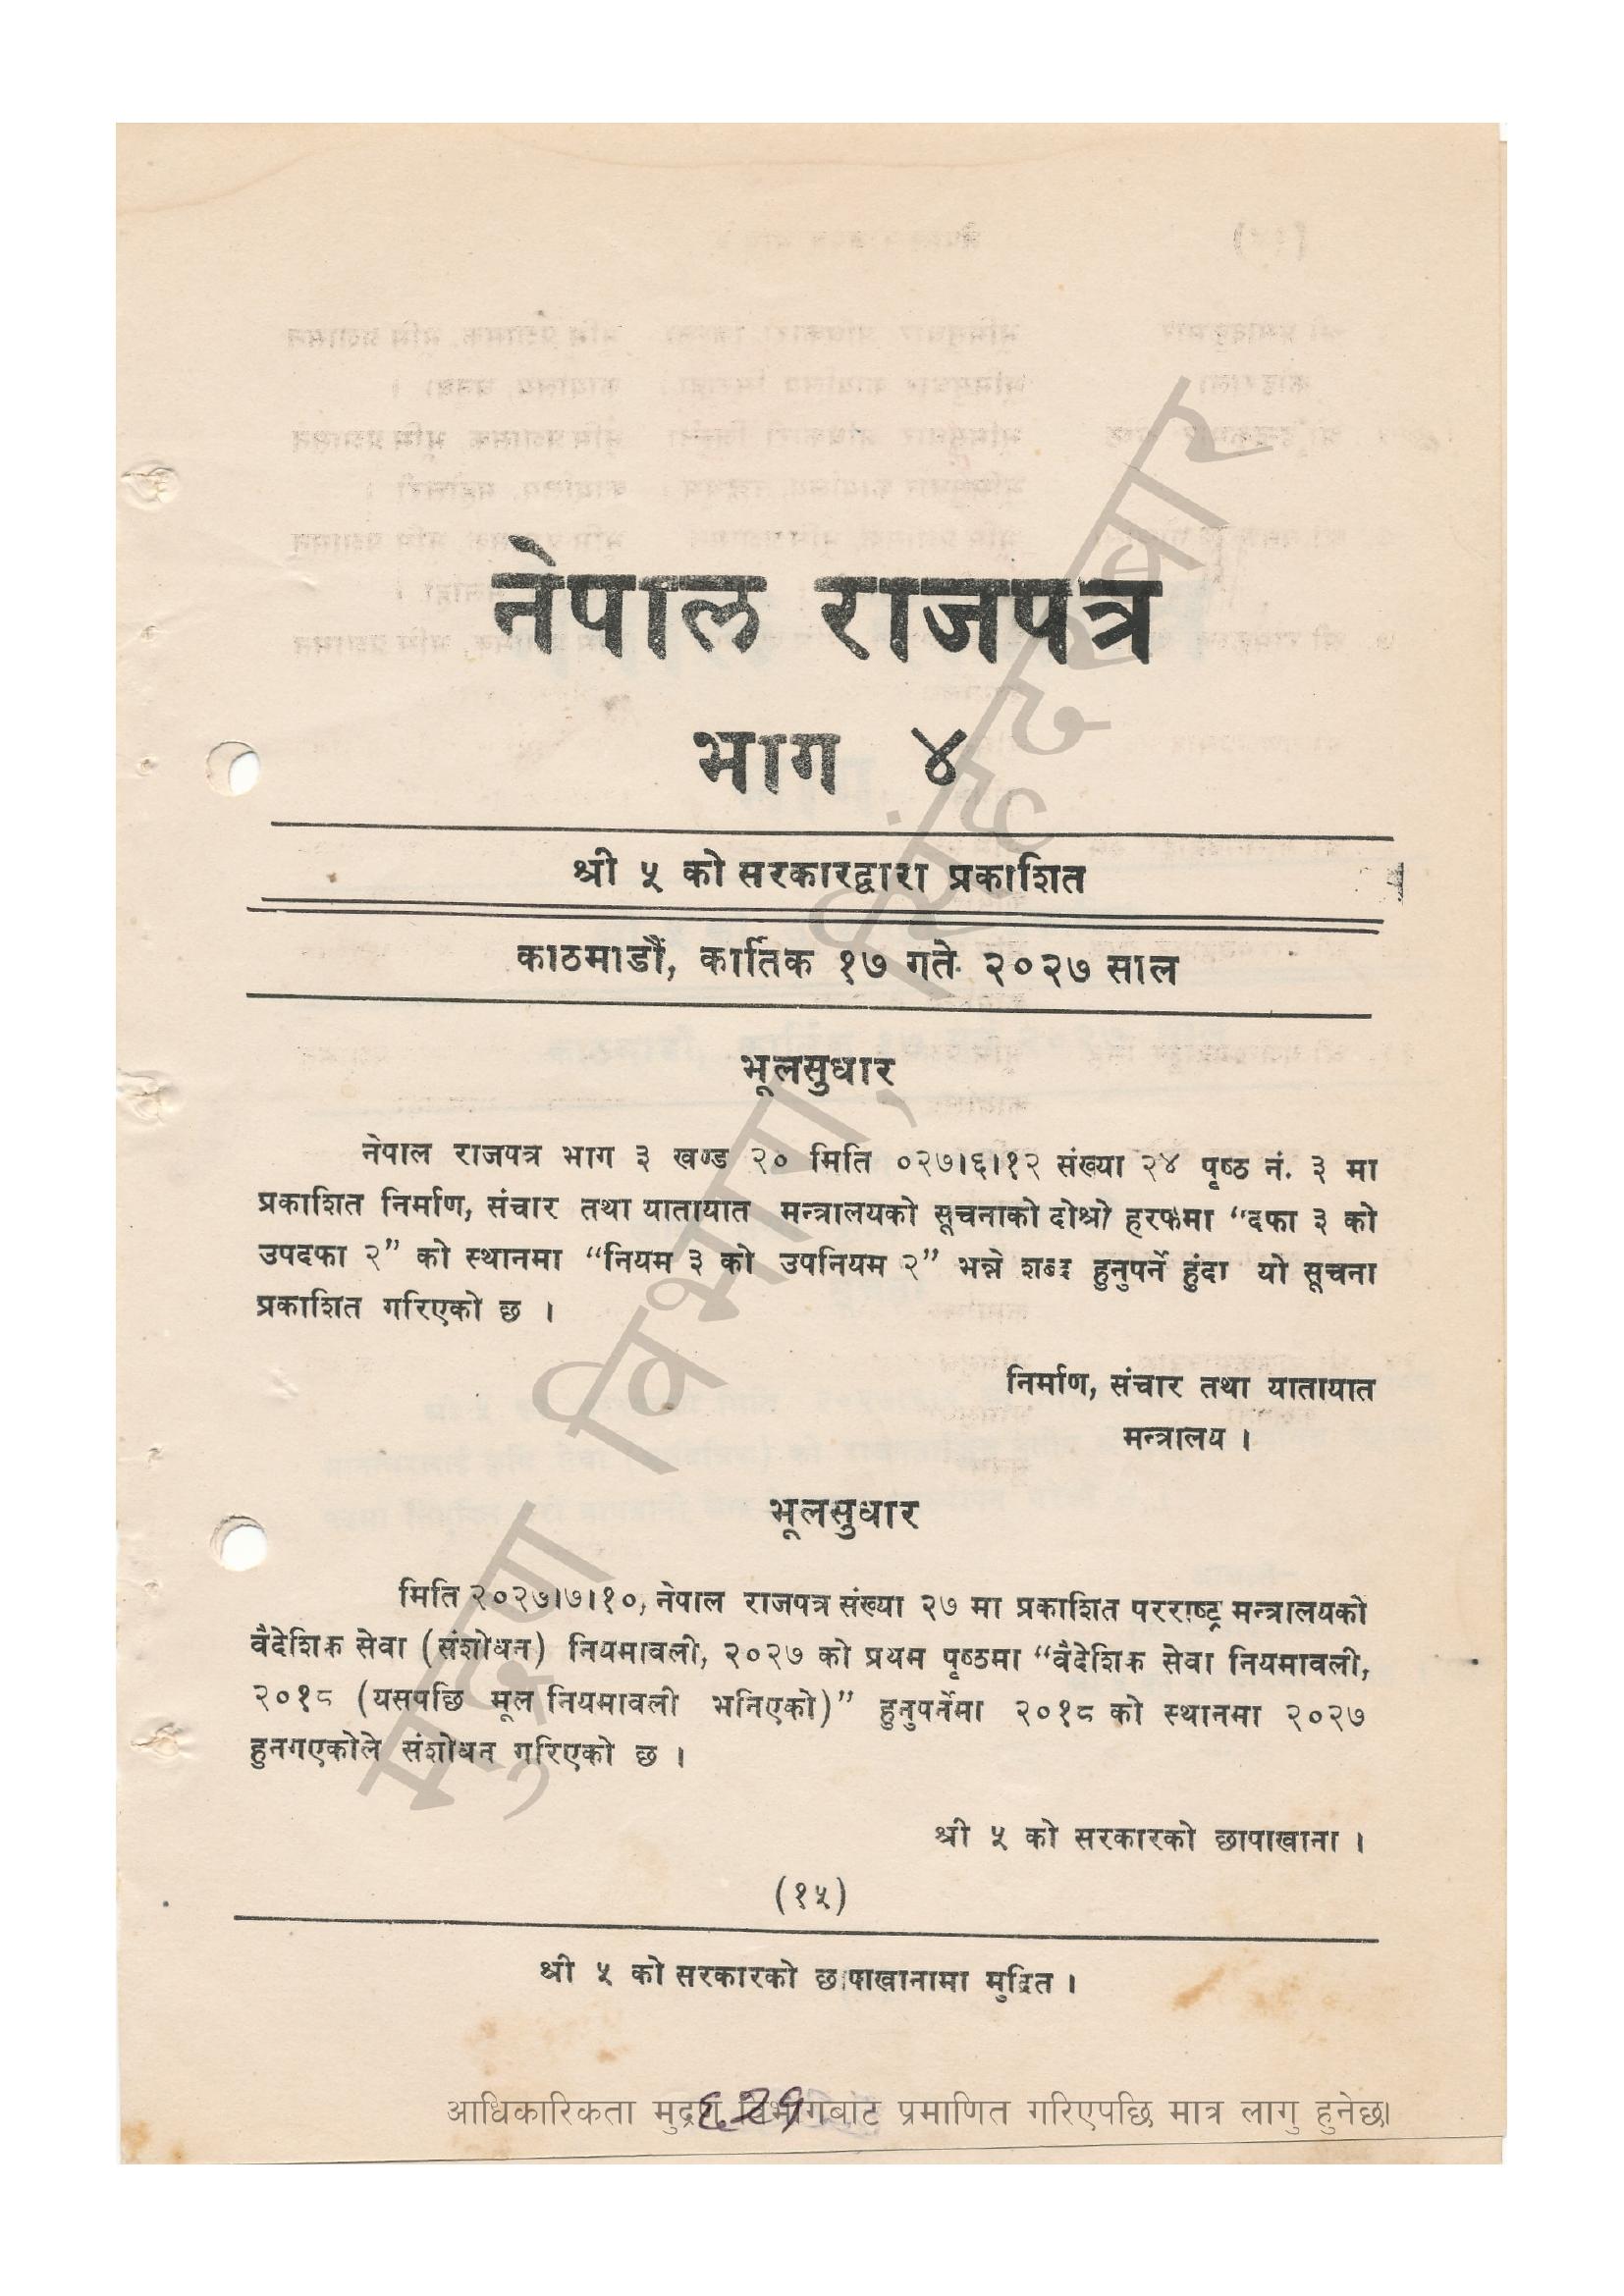 नेपाल राजपत्र
भाग ४
श्री ५ को सरकारद्वारा प्रकाशित
काठमाडौं, कार्तिक १७ गते २०२७ साल
भूलसुधार
नेपाल राजपत्र भाग ३ खण्ड २० मिति ०२७।६।१२ संख्या २४ पृष्ठ नं. ३ मा
प्रकाशित निर्माण, संचार तथा यातायात मन्त्रालयको सूचनाको दोश्रो हरफमा “दफा ३ को
उपदफा २” को स्थानमा “नियम ३ को उपनियम २” भन्ने शब्द हुनुपर्ने हुंदा यो सूचना
प्रकाशित गरिएको छ ।
निर्माण, संचार तथा यातायात
मन्त्रालय ।
भूलसुधार
मिति २०२७।७।१०, नेपाल राजपत्र संख्या २७ मा प्रकाशित परराष्ट्र मन्त्रालयको
वैदेशिक सेवा (संशोधन) नियमावली, २०२७ को प्रथम पृष्ठमा “वैदेशिक सेवा नियमावली,
२०१८ (यसपछि मूल नियमावली भनिएको)” हुनुपर्नेमा २०१८ को स्थानमा २०२७
हुनगएकोले संशोधन गरिएको छ ।
श्री ५ को सरकारको छापाखाना ।
(१५)
श्री ५ को सरकारको छापाखानामा मुद्रित ।
मुद्रण विभाग, सिंहदरबार
आधिकारिकता मुद्रण विभागबाट प्रमाणित गरिएपछि मात्र लागु हुनेछ।